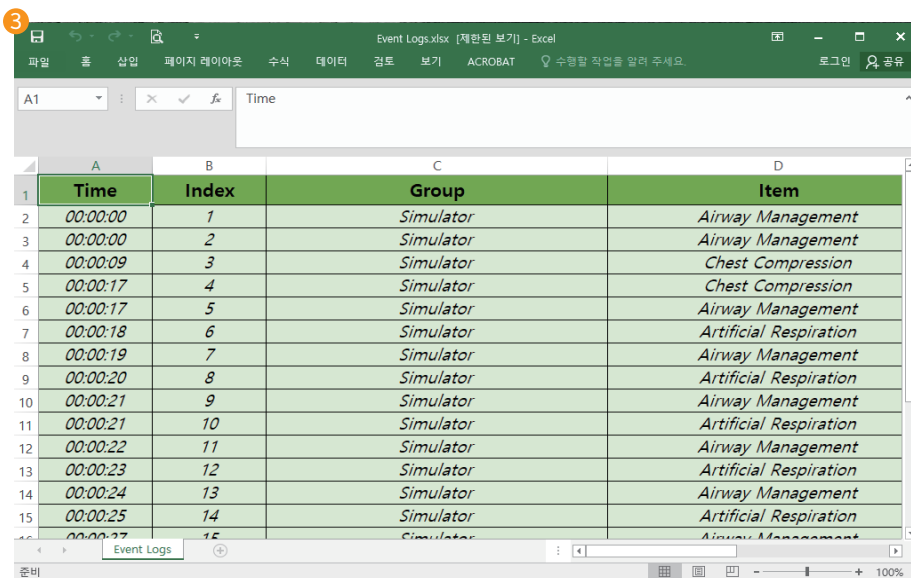 3
Event Logs.xlsx [제한된 보기] - Excel
파일 홈 삽입 페이지 레이아웃 수식 데이터 검토 보기 ACROBAT 수행할 작업을 알려 주세요. 로그인 공유
A1 fx Time
A B C D
1 Time Index Group Item
2 00:00:00 1 Simulator Airway Management
3 00:00:00 2 Simulator Airway Management
4 00:00:09 3 Simulator Chest Compression
5 00:00:17 4 Simulator Chest Compression
6 00:00:17 5 Simulator Airway Management
7 00:00:18 6 Simulator Artificial Respiration
8 00:00:19 7 Simulator Airway Management
9 00:00:20 8 Simulator Artificial Respiration
10 00:00:21 9 Simulator Airway Management
11 00:00:21 10 Simulator Artificial Respiration
12 00:00:22 11 Simulator Airway Management
13 00:00:23 12 Simulator Artificial Respiration
14 00:00:24 13 Simulator Airway Management
15 00:00:25 14 Simulator Artificial Respiration
16 00:00:27 15 Simulator Airway Management
Event Logs
준비 100%